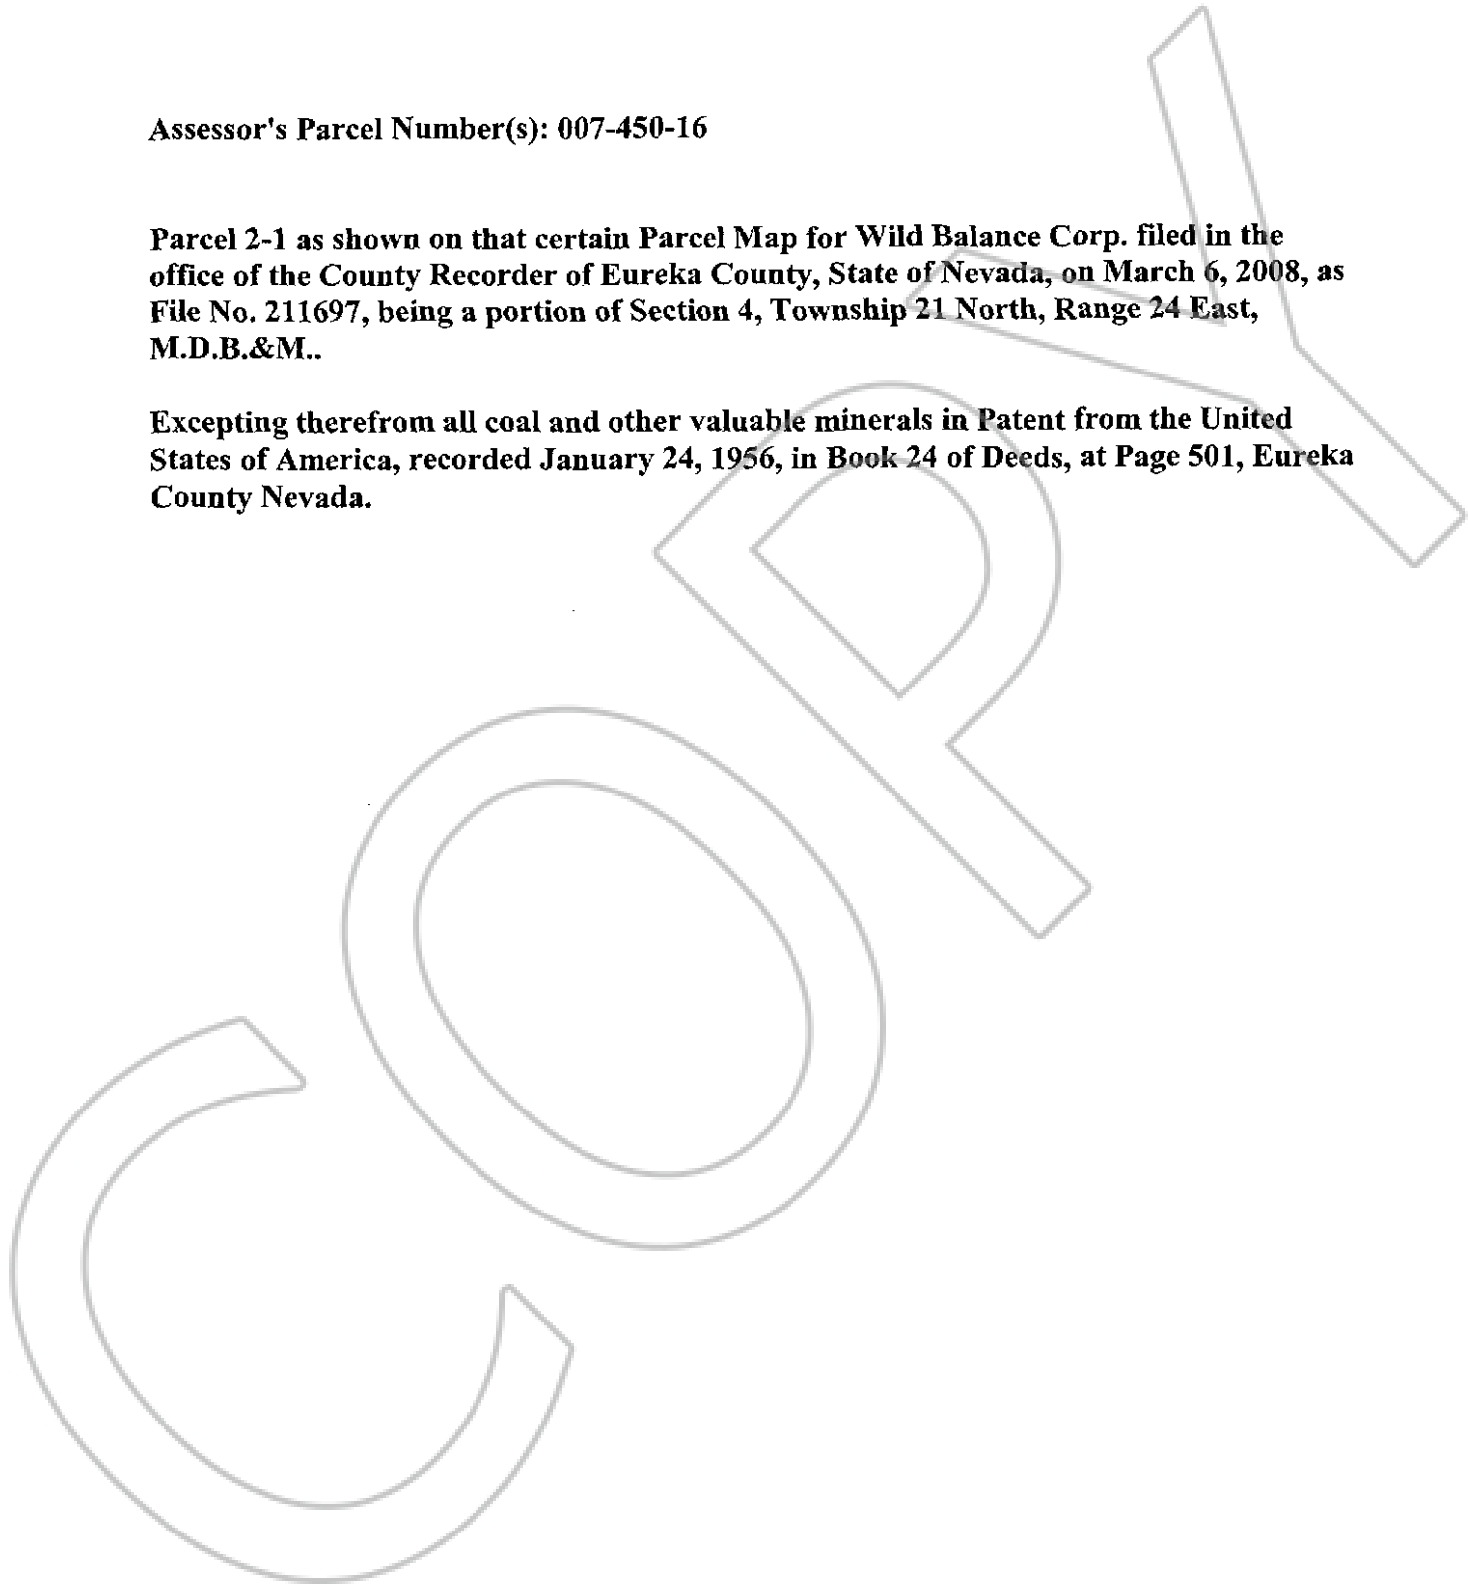 Assessor's Parcel Number(s): 007-450-16
Parcel 2-1 as shown on that certain Parcel Map for Wild Balance Corp. filed in the
office of the County Recorder of Eureka County, State of Nevada, on March 6, 2008, as
File No. 211697, being a portion of Section 4, Township 21 North, Range 24 East,
M.D.B.&M..
Excepting therefrom all coal and other valuable minerals in Patent from the United
States of America, recorded January 24, 1956, in Book 24 of Deeds, at Page 501, Eureka
County Nevada.
COPY